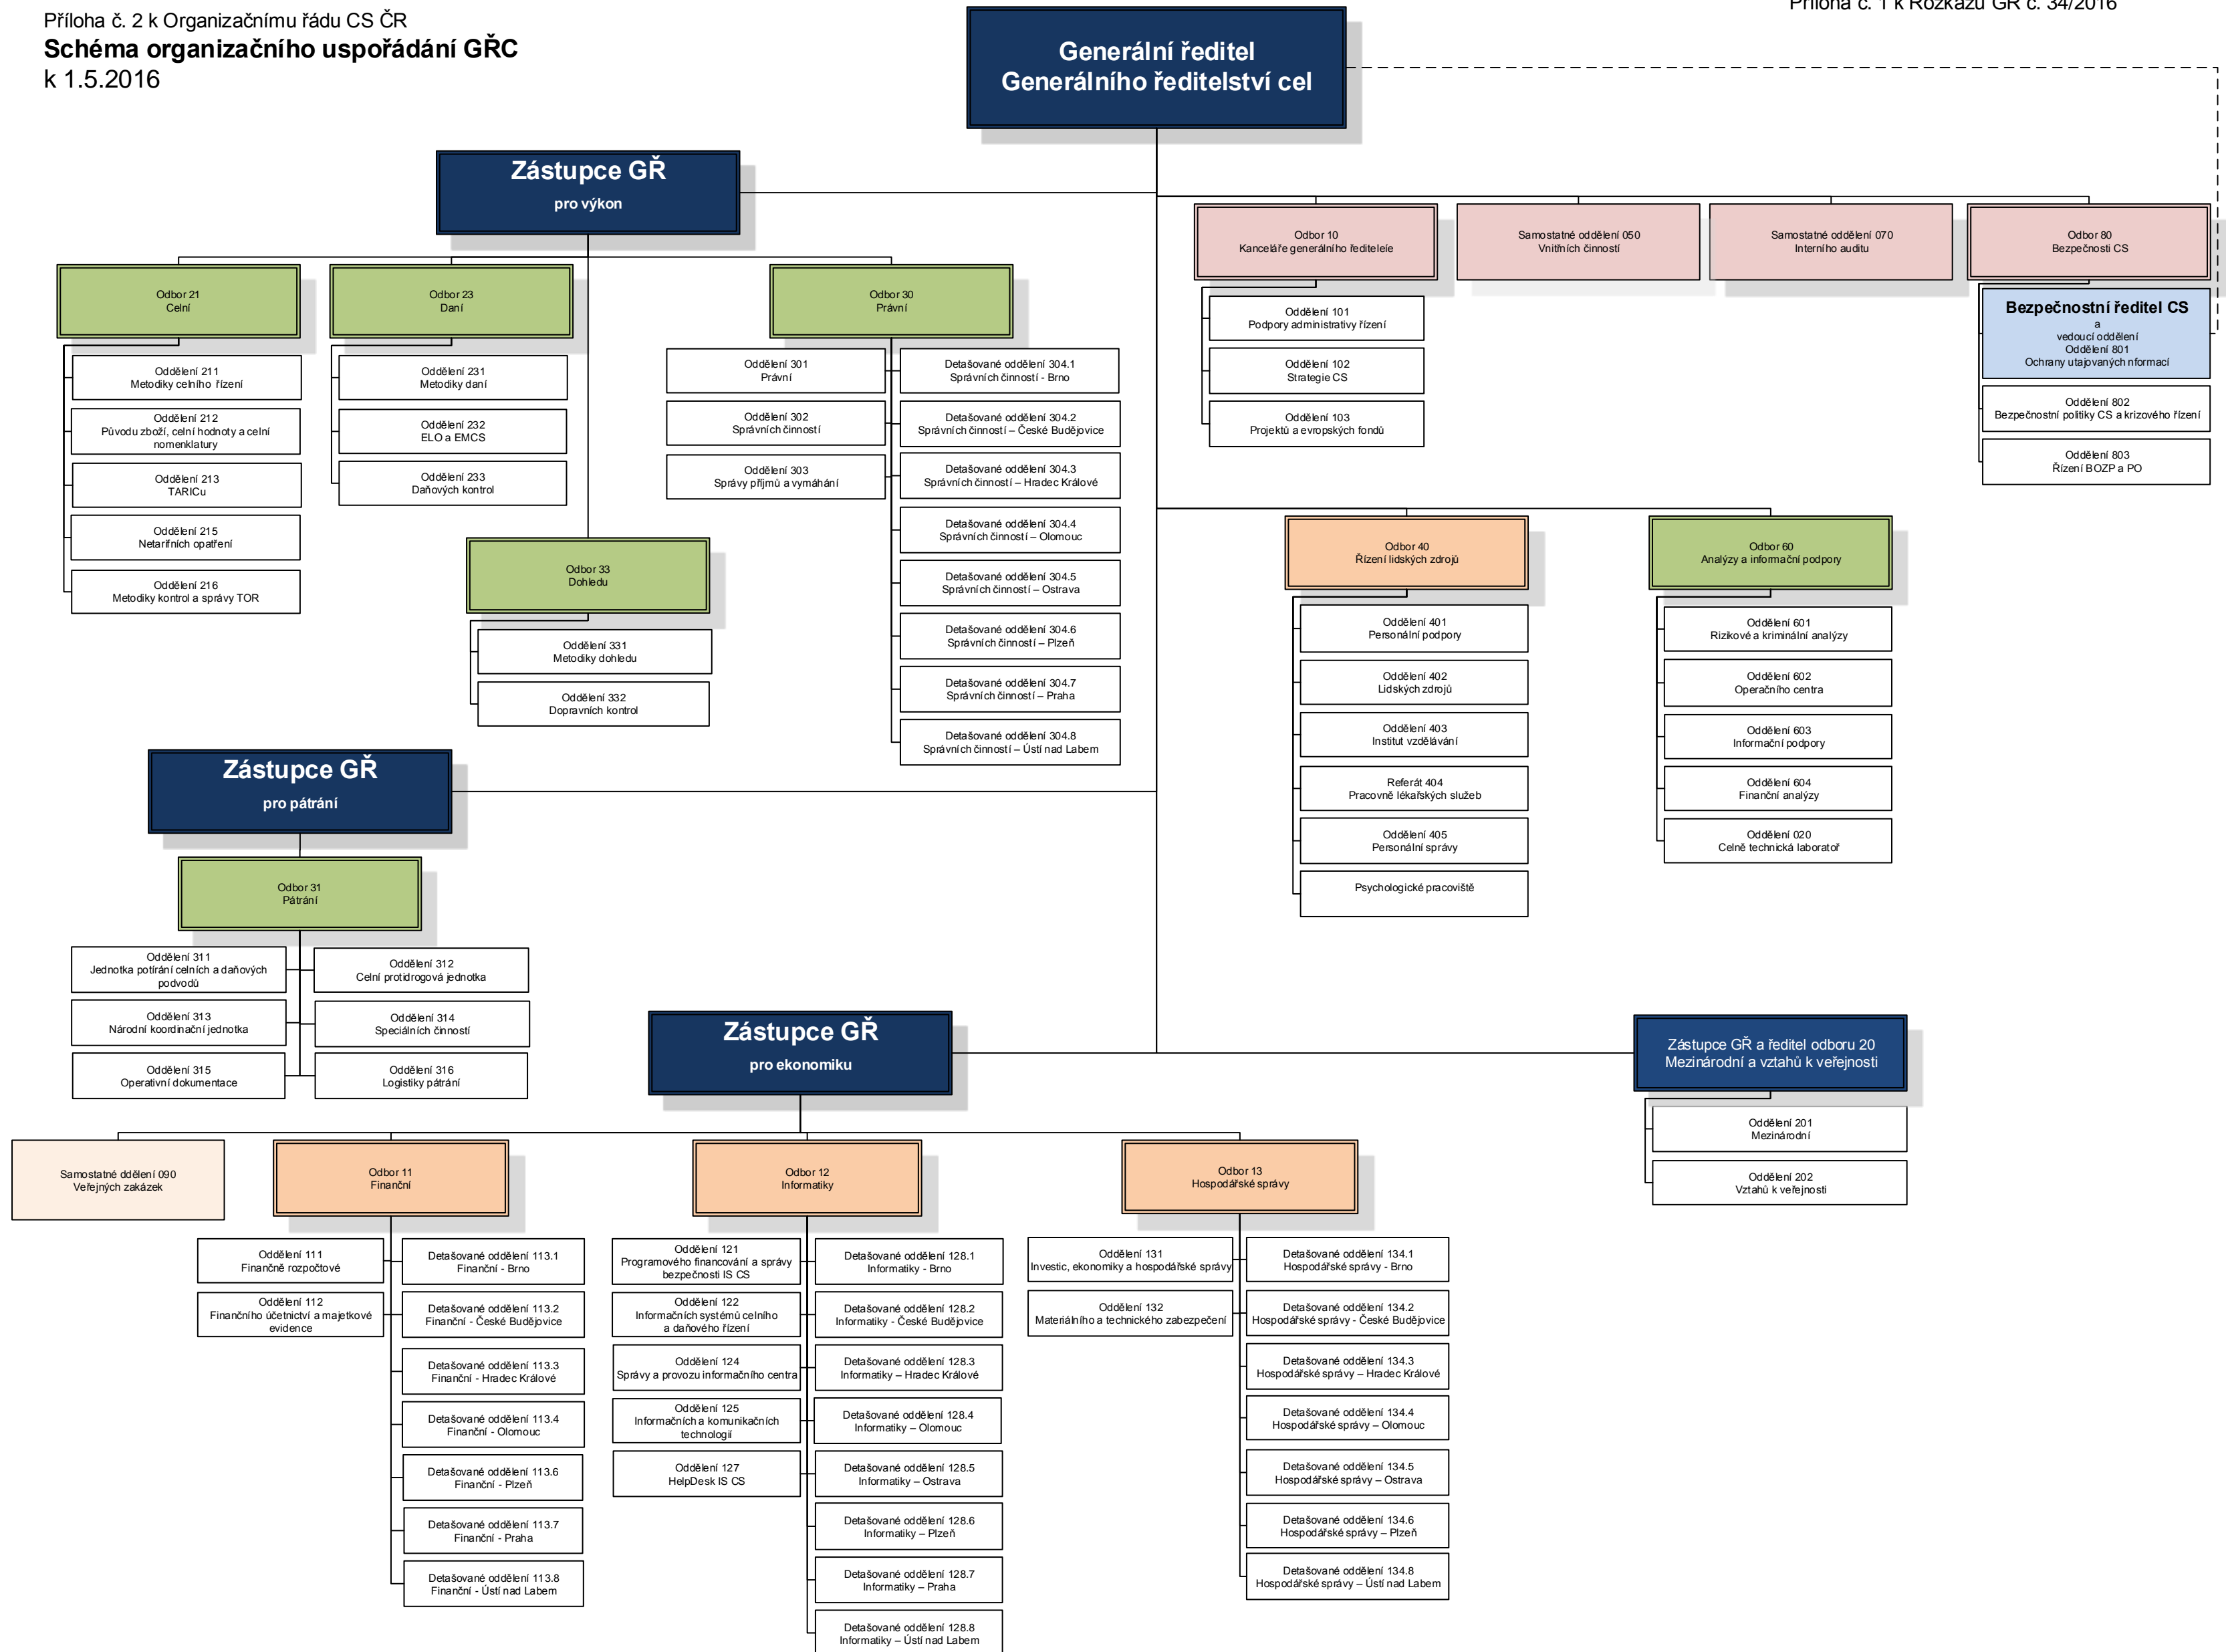 Příloha č. 2 k Organizačnímu řádu CS ČR
Schéma organizačního uspořádání GŘC
k 1.5.2016
Příloha č. 1 k Rozkazu GŘ č. 34/2016
Generální ředitel
Generálního ředitelství cel
Zástupce GŘ
pro výkon
Odbor 10
Kanceláře generálního ředitelele
Samostatné oddělení 050
Vnitřních činností
Samostatné oddělení 070
Interního auditu
Odbor 80
Bezpečnosti CS
Oddělení 101
Podpory administrativy řízení
Oddělení 102
Strategie CS
Oddělení 103
Projektů a evropských fondů
Bezpečnostní ředitel CS
a
vedoucí oddělení
Oddělení 801
Ochrany utajovaných nformací
Oddělení 802
Bezpečnostní politiky CS a krizového řízení
Oddělení 803
Řízení BOZP a PO
Odbor 21
Celní
Oddělení 211
Metodiky celního řízení
Oddělení 212
Původu zboží, celní hodnoty a celní
nomenklatury
Oddělení 213
TARICu
Oddělení 215
Netarifních opatření
Oddělení 216
Metodiky kontrol a správy TOR
Odbor 23
Daní
Oddělení 231
Metodiky daní
Oddělení 232
ELO a EMCS
Oddělení 233
Daňových kontrol
Odbor 30
Právní
Oddělení 301
Právní
Oddělení 302
Správních činností
Oddělení 303
Správy příjmů a vymáhání
Detašované oddělení 304.1
Správních činností - Brno
Detašované oddělení 304.2
Správních činností – České Budějovice
Detašované oddělení 304.3
Správních činností – Hradec Králové
Detašované oddělení 304.4
Správních činností – Olomouc
Detašované oddělení 304.5
Správních činností – Ostrava
Detašované oddělení 304.6
Správních činností – Plzeň
Detašované oddělení 304.7
Správních činností – Praha
Detašované oddělení 304.8
Správních činností – Ústí nad Labem
Odbor 33
Dohledu
Oddělení 331
Metodiky dohledu
Oddělení 332
Dopravních kontrol
Odbor 40
Řízení lidských zdrojů
Oddělení 401
Personální podpory
Oddělení 402
Lidských zdrojů
Oddělení 403
Institut vzdělávání
Referát 404
Pracovně lékařských služeb
Oddělení 405
Personální správy
Psychologické pracoviště
Odbor 60
Analýzy a informační podpory
Oddělení 601
Rizikové a kriminální analýzy
Oddělení 602
Operačního centra
Oddělení 603
Informační podpory
Oddělení 604
Finanční analýzy
Oddělení 020
Celně technická laboratoř
Zástupce GŘ
pro pátrání
Odbor 31
Pátrání
Oddělení 311
Jednotka potírání celních a daňových
podvodů
Oddělení 312
Celní protidrogová jednotka
Oddělení 313
Národní koordinační jednotka
Oddělení 314
Speciálních činností
Oddělení 315
Operativní dokumentace
Oddělení 316
Logistiky pátrání
Zástupce GŘ
pro ekonomiku
Zástupce GŘ a ředitel odboru 20
Mezinárodní a vztahů k veřejnosti
Oddělení 201
Mezinárodní
Oddělení 202
Vztahů k veřejnosti
Samostatné ddělení 090
Veřejných zakázek
Odbor 11
Finanční
Oddělení 111
Finančně rozpočtové
Oddělení 112
Finančního účetnictví a majetkové
evidence
Detašované oddělení 113.1
Finanční - Brno
Detašované oddělení 113.2
Finanční - České Budějovice
Detašované oddělení 113.3
Finanční - Hradec Králové
Detašované oddělení 113.4
Finanční - Olomouc
Detašované oddělení 113.6
Finanční - Plzeň
Detašované oddělení 113.7
Finanční - Praha
Detašované oddělení 113.8
Finanční - Ústí nad Labem
Odbor 12
Informatiky
Oddělení 121
Programového financování a správy
bezpečnosti IS CS
Oddělení 122
Informačních systémů celního
a daňového řízení
Oddělení 124
Správy a provozu informačního centra
Oddělení 125
Informačních a komunikačních
technologií
Oddělení 127
HelpDesk IS CS
Detašované oddělení 128.1
Informatiky - Brno
Detašované oddělení 128.2
Informatiky - České Budějovice
Detašované oddělení 128.3
Informatiky – Hradec Králové
Detašované oddělení 128.4
Informatiky – Olomouc
Detašované oddělení 128.5
Informatiky – Ostrava
Detašované oddělení 128.6
Informatiky – Plzeň
Detašované oddělení 128.7
Informatiky – Praha
Detašované oddělení 128.8
Informatiky – Ústí nad Labem
Odbor 13
Hospodářské správy
Oddělení 131
Investic, ekonomiky a hospodářské správy
Oddělení 132
Materiálního a technického zabezpečení
Detašované oddělení 134.1
Hospodářské správy - Brno
Detašované oddělení 134.2
Hospodářské správy - České Budějovice
Detašované oddělení 134.3
Hospodářské správy – Hradec Králové
Detašované oddělení 134.4
Hospodářské správy – Olomouc
Detašované oddělení 134.5
Hospodářské správy – Ostrava
Detašované oddělení 134.6
Hospodářské správy – Plzeň
Detašované oddělení 134.8
Hospodářské správy – Ústí nad Labem